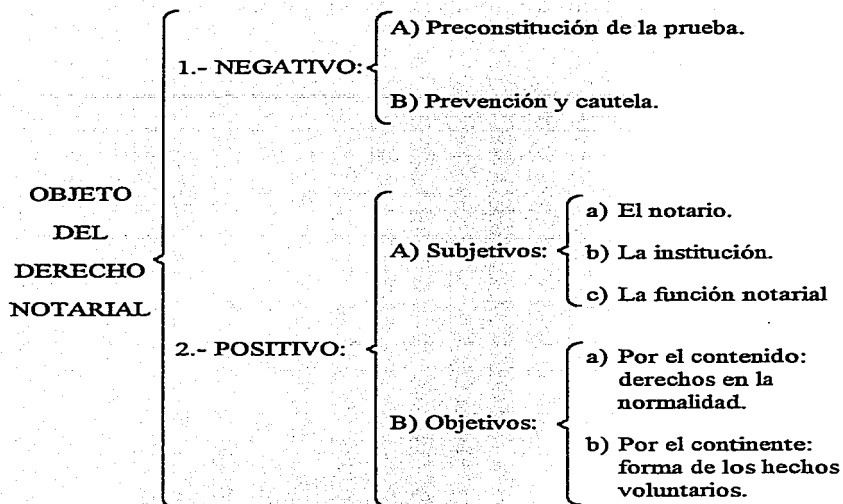 OBJETO
DEL
DERECHO
NOTARIAL
1.- NEGATIVO:
A) Preconstitución de la prueba.
B) Prevención y cautela.
2.- POSITIVO:
A) Subjetivos:
a) El notario.
b) La institución.
c) La función notarial
B) Objetivos:
a) Por el contenido:
derechos en la
normalidad.
b) Por el continente:
forma de los hechos
voluntarios.